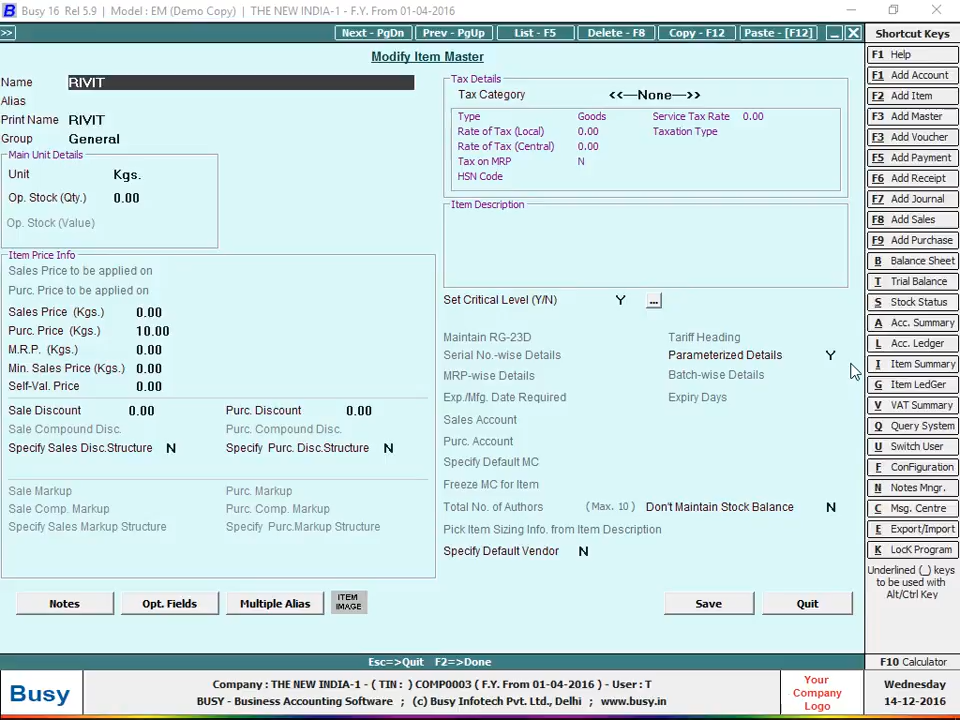 B Busy 16 Rel 5.9 | Model : EM (Demo Copy) | THE NEW INDIA-1 - F.Y. From 01-04-2016
>> Next - PgDn Prev - PgUp List - F5 Delete - F8 Copy - F12 Paste - [F12] Shortcut Keys
Modify Item Master
Name RIVIT
Alias
Print Name RIVIT
Group General
Main Unit Details
Unit Kgs.
Op. Stock (Qty.) 0.00
Op. Stock (Value)
Item Price Info
Sales Price to be applied on
Purc. Price to be applied on
Sales Price (Kgs.) 0.00
Purc. Price (Kgs.) 10.00
M.R.P. (Kgs.) 0.00
Min. Sales Price (Kgs.) 0.00
Self-Val. Price 0.00
Sale Discount 0.00 Purc. Discount 0.00
Sale Compound Disc. Purc. Compound Disc.
Specify Sales Disc.Structure N Specify Purc. Disc.Structure N
Sale Markup Purc. Markup
Sale Comp. Markup Purc. Comp. Markup
Specify Sales Markup Structure Specify Purc.Markup Structure
Notes Opt. Fields Multiple Alias ITEM IMAGE
Tax Details
Tax Category <<—None—>>
Type Goods Service Tax Rate 0.00
Rate of Tax (Local) 0.00 Taxation Type
Rate of Tax (Central) 0.00
Tax on MRP N
HSN Code
Item Description
Set Critical Level (Y/N) Y ...
Maintain RG-23D Tariff Heading
Serial No.-wise Details Parameterized Details Y
MRP-wise Details Batch-wise Details
Exp./Mfg. Date Required Expiry Days
Sales Account
Purc. Account
Specify Default MC
Freeze MC for Item
Total No. of Authors (Max. 10) Don't Maintain Stock Balance N
Pick Item Sizing Info. from Item Description
Specify Default Vendor N
Save Quit
F1 Help
F1 Add Account
F2 Add Item
F3 Add Master
F3 Add Voucher
F5 Add Payment
F6 Add Receipt
F7 Add Journal
F8 Add Sales
F9 Add Purchase
B Balance Sheet
T Trial Balance
S Stock Status
A Acc. Summary
L Acc. Ledger
I Item Summary
G Item LedGer
V VAT Summary
Q Query System
U Switch User
F Configuration
N Notes Mngr.
C Msg. Centre
E Export/Import
K LocK Program
Underlined (_) keys
to be used with
Alt/Ctrl Key
Esc=>Quit F2=>Done F10 Calculator
Busy
Company : THE NEW INDIA-1 - ( TIN : ) COMP0003 ( F.Y. From 01-04-2016 ) - User : T
BUSY - Business Accounting Software ; (c) Busy Infotech Pvt. Ltd., Delhi ; www.busy.in
Your
Company
Logo
Wednesday
14-12-2016